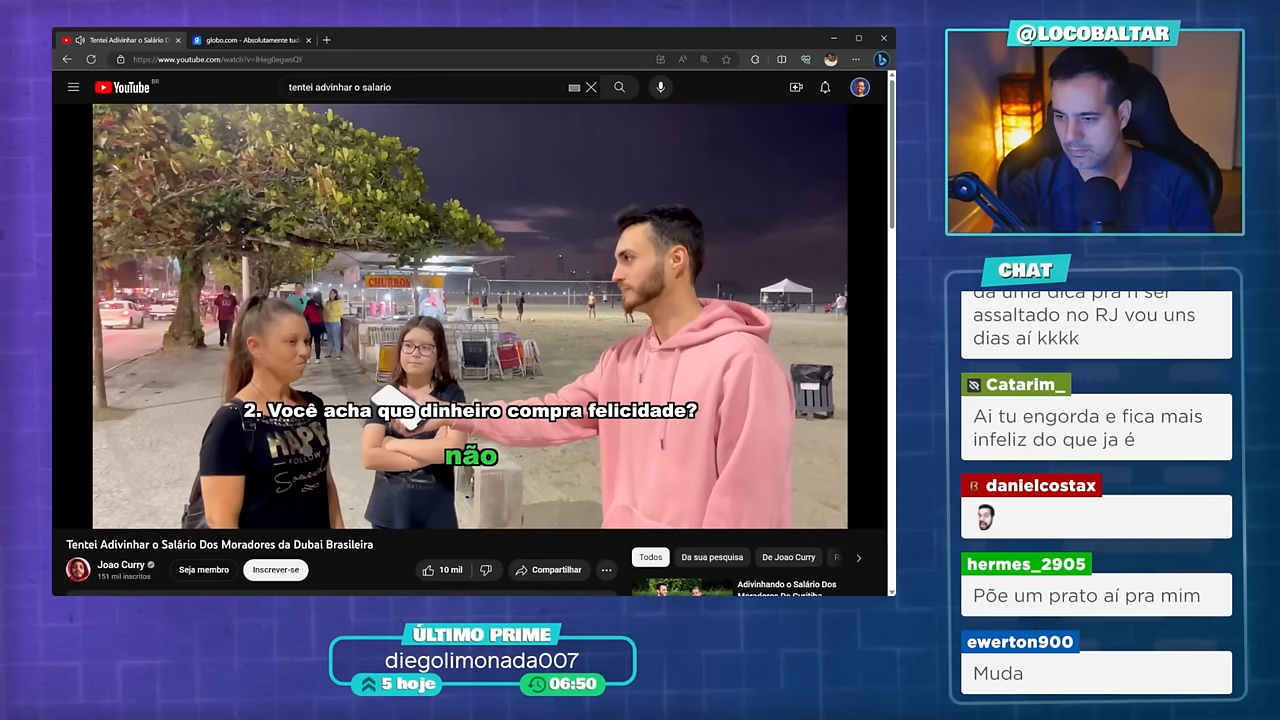 Tentei Adivinhar o Salário D
globo.com - Absolutamente tud
https://www.youtube.com/watch?v=IHeg0egwsQY
YouTube BR
tentei advinhar o salario
CHURROS
HAPPY
FOLLOW
2. Você acha que dinheiro compra felicidade?
não
Tentei Adivinhar o Salário Dos Moradores da Dubai Brasileira
Joao Curry
151 mil inscritos
Seja membro
Inscrever-se
10 mil
Compartilhar
Todos
Da sua pesquisa
De Joao Curry
Adivinhando o Salário Dos
Moradores De Curitiba
ÚLTIMO PRIME
diegolimonada007
5 hoje
06:50
@LOCOBALTAR
CHAT
da uma dica pra ñ ser
assaltado no RJ vou uns
dias aí kkkk
Catarim_
Ai tu engorda e fica mais
infeliz do que ja é
danielcostax
hermes_2905
Põe um prato aí pra mim
ewerton900
Muda